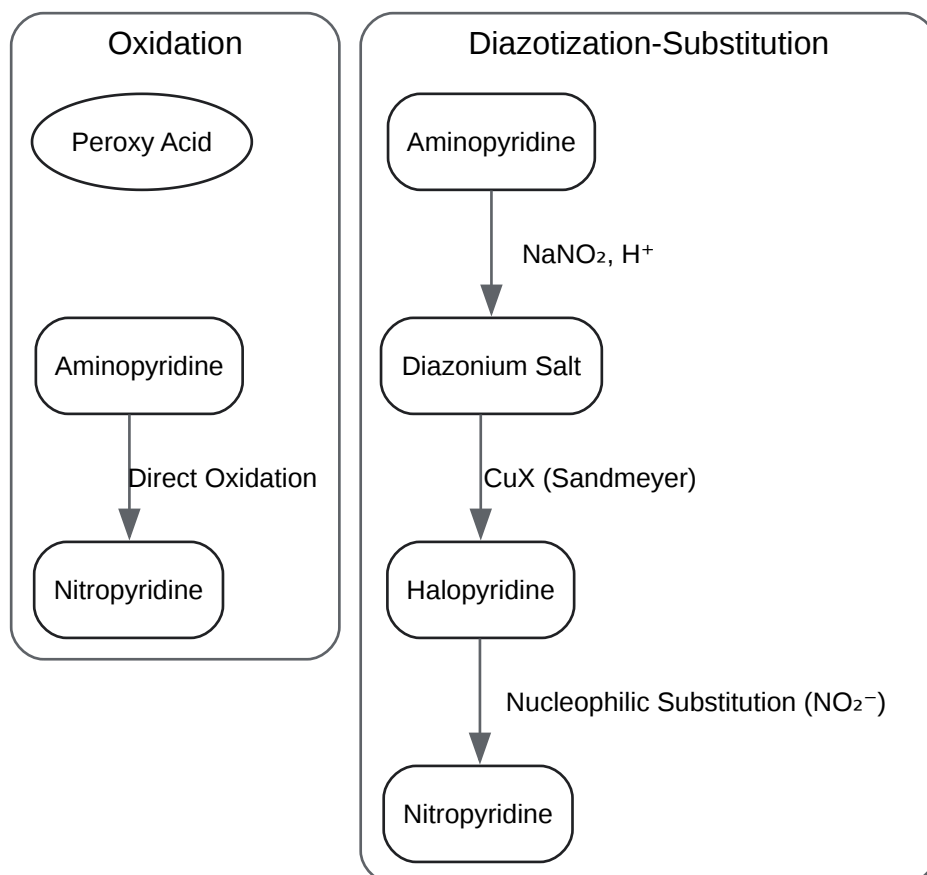 Oxidation
Peroxy Acid
Aminopyridine
Direct Oxidation
Nitropyridine
Diazotization-Substitution
Aminopyridine
NaNO₂, H⁺
Diazonium Salt
CuX (Sandmeyer)
Halopyridine
Nucleophilic Substitution (NO₂⁻)
Nitropyridine